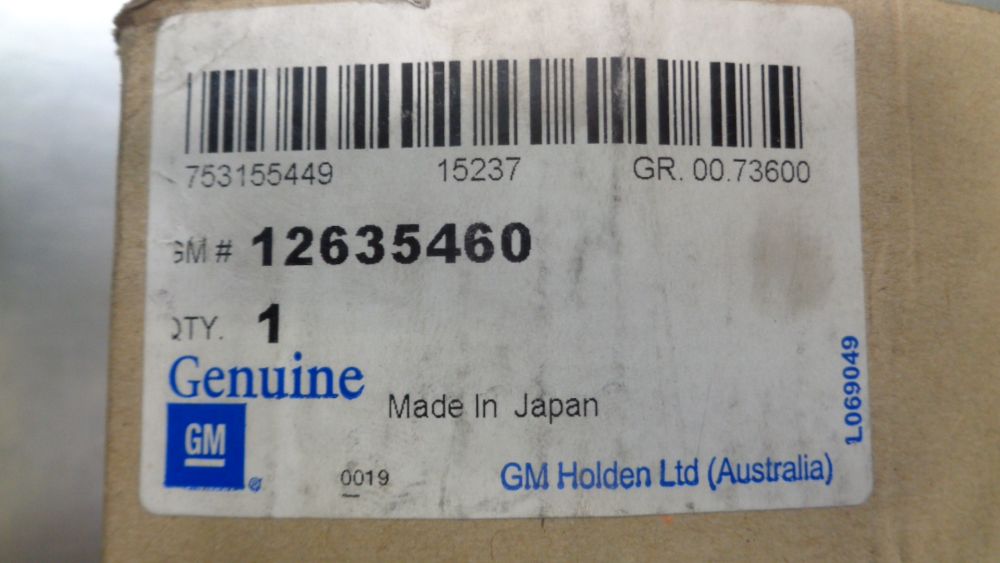 753155449 15237 GR. 00.73600
GM # 12635460
QTY. 1
Genuine
GM
Made In Japan
0019
GM Holden Ltd (Australia)
L069049